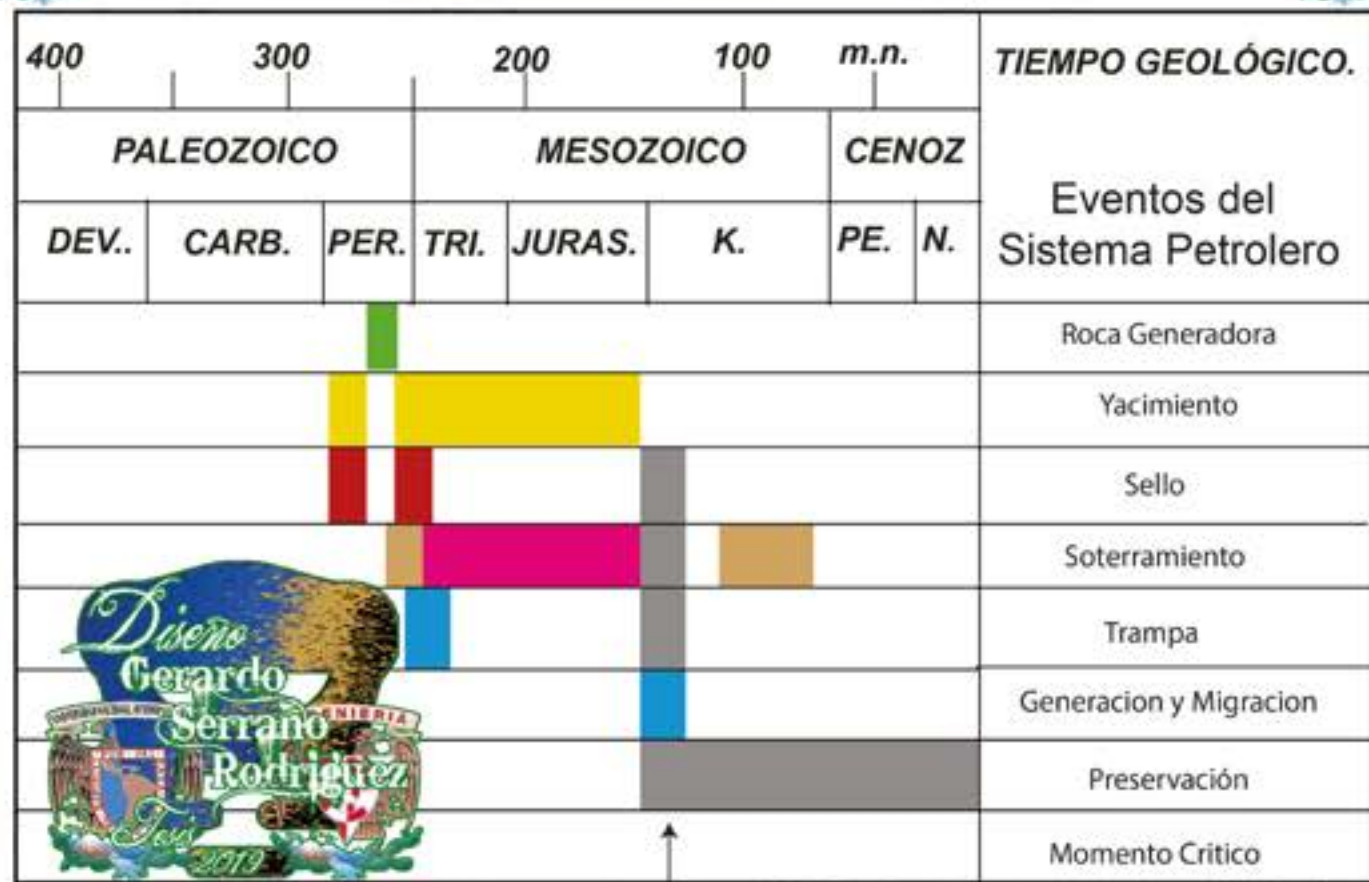 400 300 200 100 m.n. TIEMPO GEOLÓGICO.
PALEOZOICO MESOZOICO CENOZ
Eventos del
Sistema Petrolero
DEV.. CARB. PER. TRI. JURAS. K. PE. N.
Roca Generadora
Yacimiento
Sello
Soterramiento
Trampa
Generacion y Migracion
Preservación
Momento Critico
Diseño
Gerardo
Serrano
Rodriguez
Tesis
2019